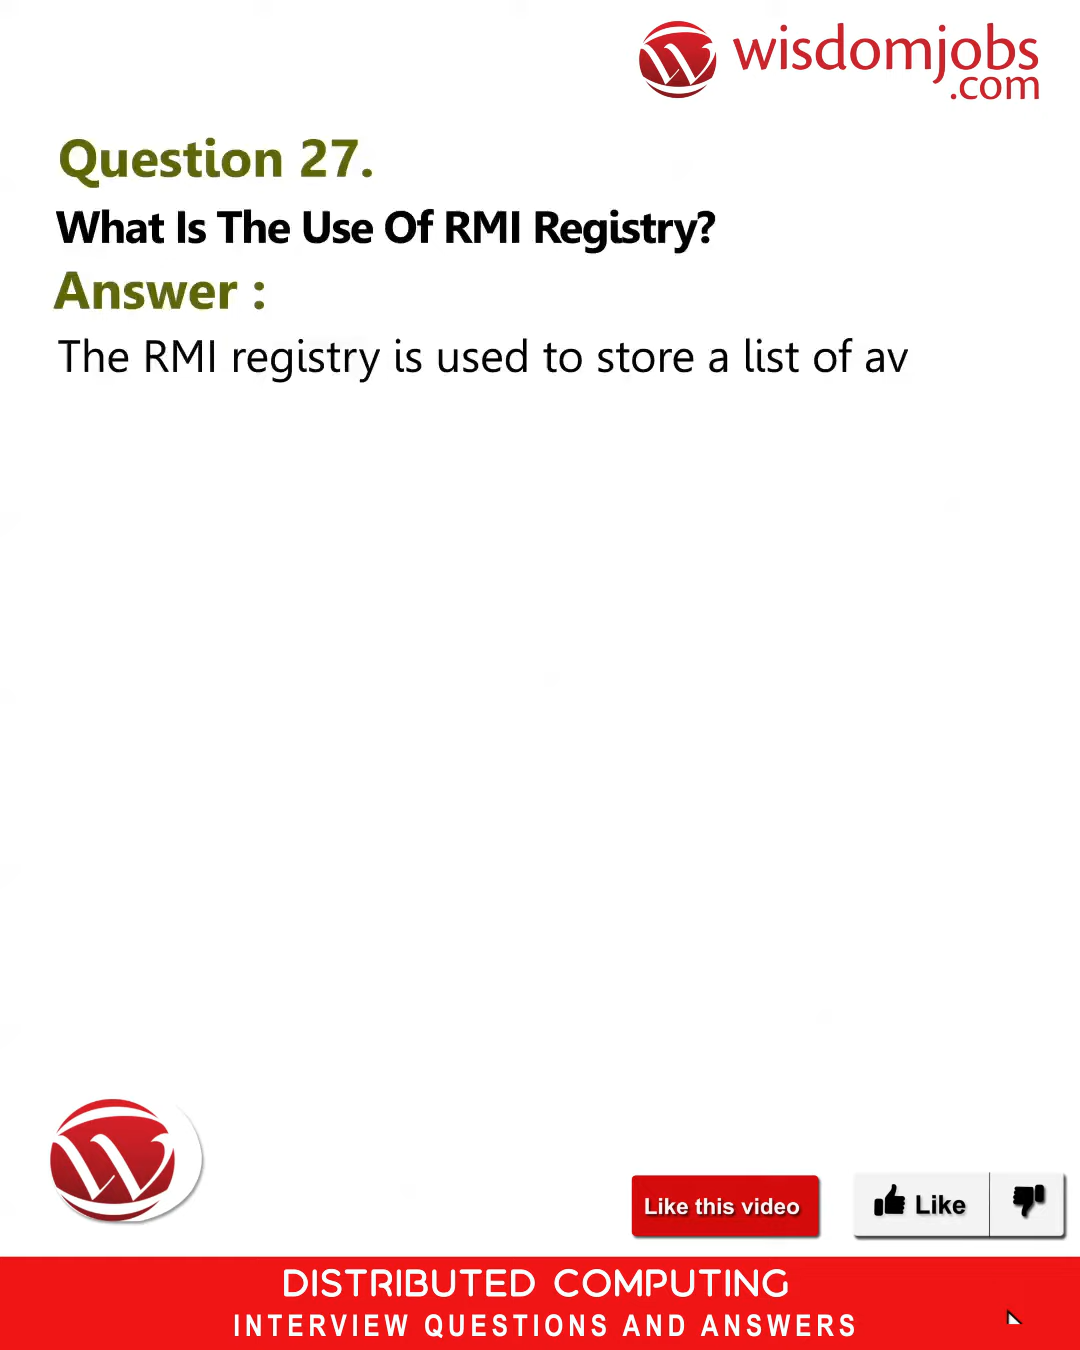 wisdomjobs
.com
Question 27.
What Is The Use Of RMI Registry?
Answer :
The RMI registry is used to store a list of av
W
Like this video
Like
DISTRIBUTED COMPUTING
INTERVIEW QUESTIONS AND ANSWERS